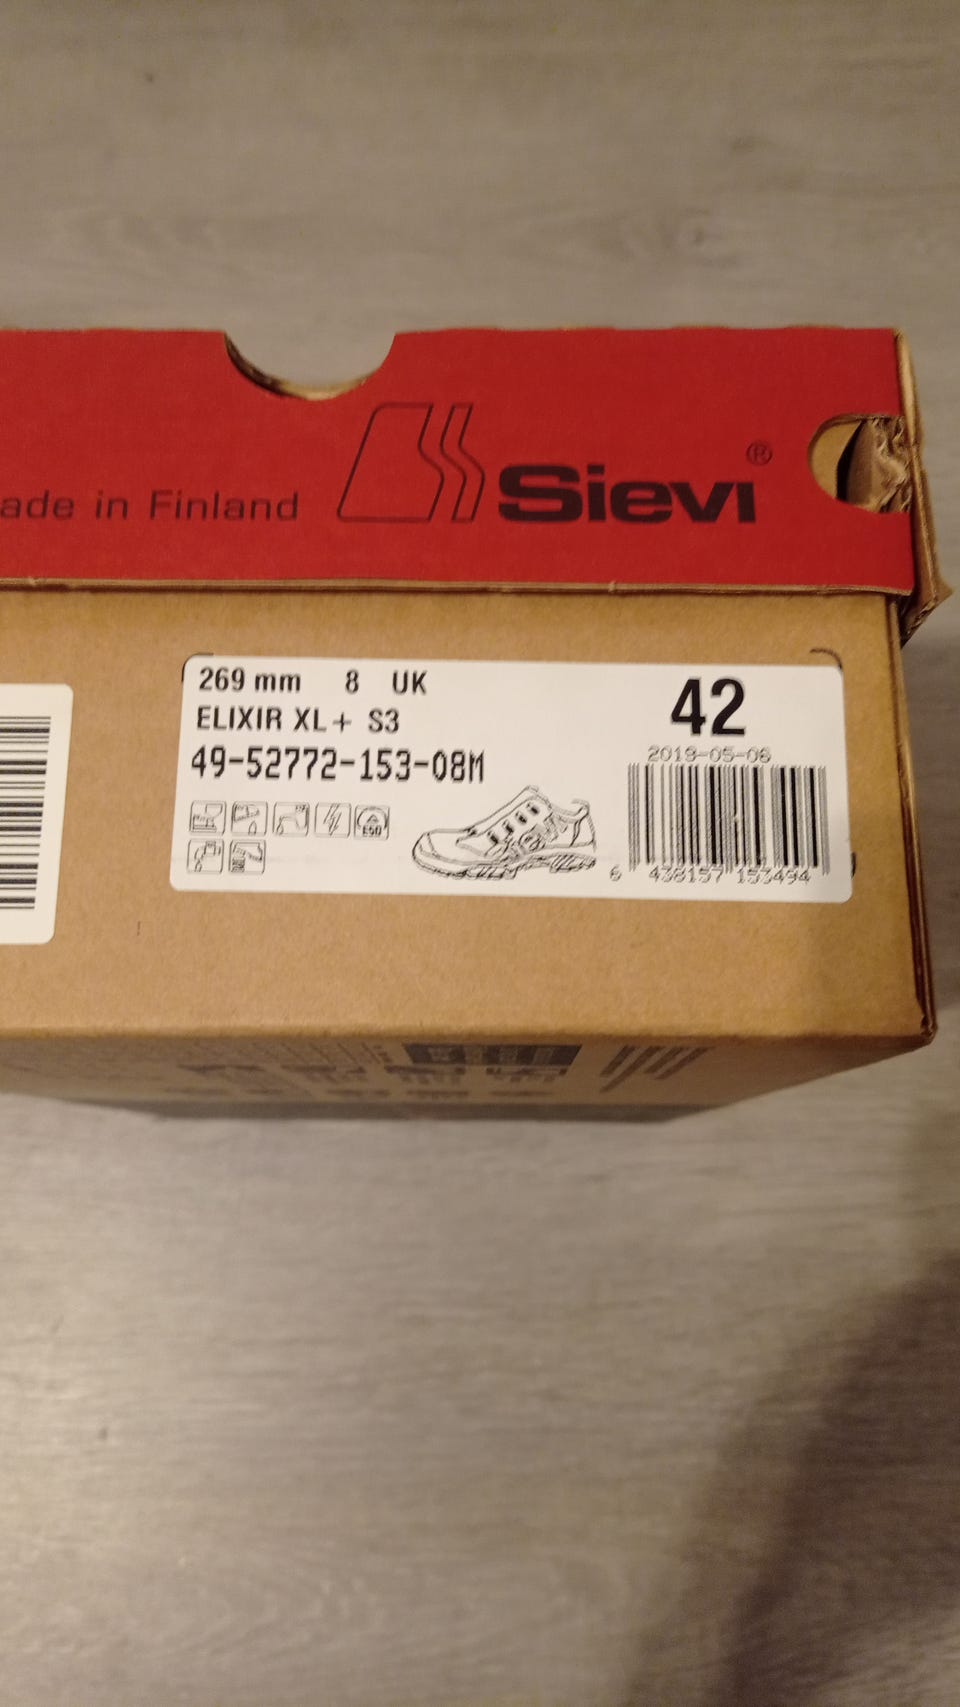 ade in Finland
Sievi®
269 mm 8 UK
ELIXIR XL+ S3
49-52772-153-08M
ESD
42
2019-05-06
6 438157 153494